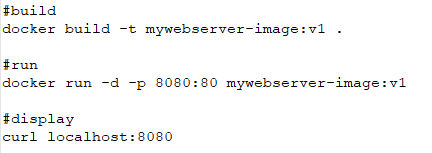 #build
docker build -t mywebserver-image:v1 .
#run
docker run -d -p 8080:80 mywebserver-image:v1
#display
curl localhost:8080